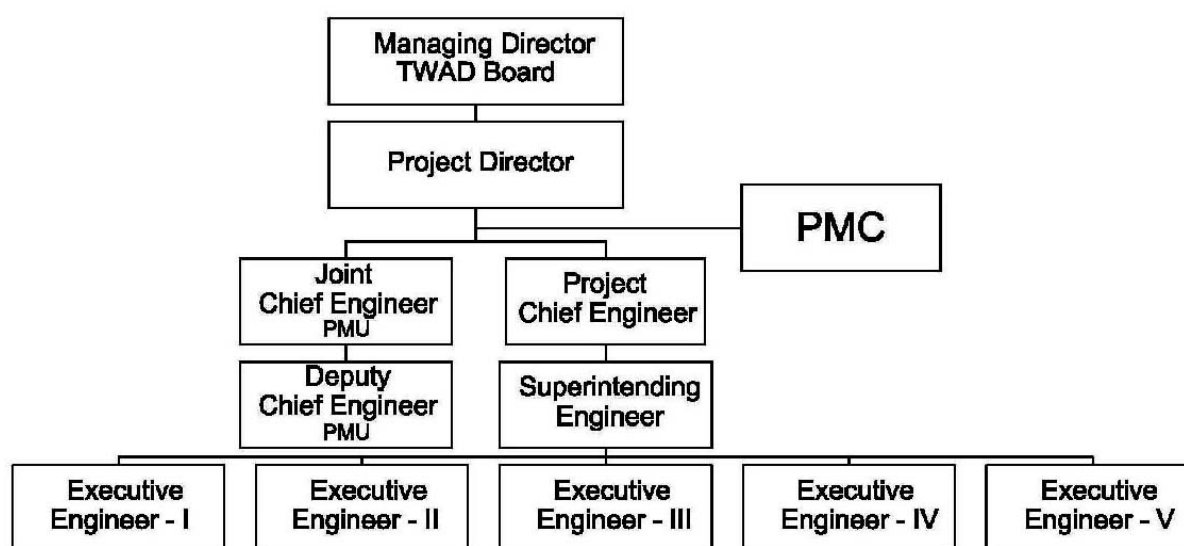 Managing Director
TWAD Board
Project Director
PMC
Joint
Chief Engineer
PMU
Project
Chief Engineer
Deputy
Chief Engineer
PMU
Superintending
Engineer
Executive
Engineer - I
Executive
Engineer - II
Executive
Engineer - III
Executive
Engineer - IV
Executive
Engineer - V